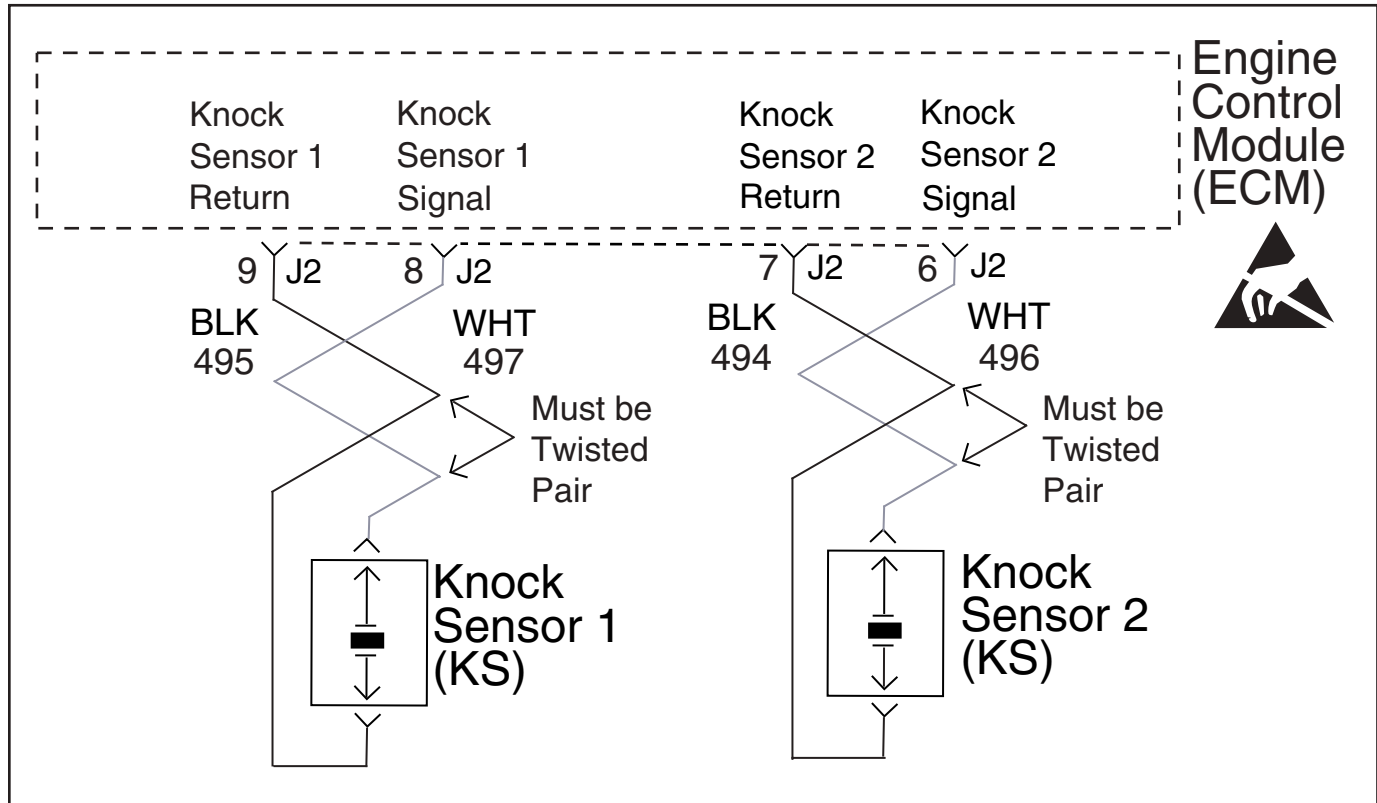 Engine
Control
Module
(ECM)
Knock
Sensor 1
Return
Knock
Sensor 1
Signal
Knock
Sensor 2
Return
Knock
Sensor 2
Signal
9 J2
8 J2
7 J2
6 J2
BLK
495
WHT
497
BLK
494
WHT
496
Must be
Twisted
Pair
Must be
Twisted
Pair
Knock
Sensor 1
(KS)
Knock
Sensor 2
(KS)